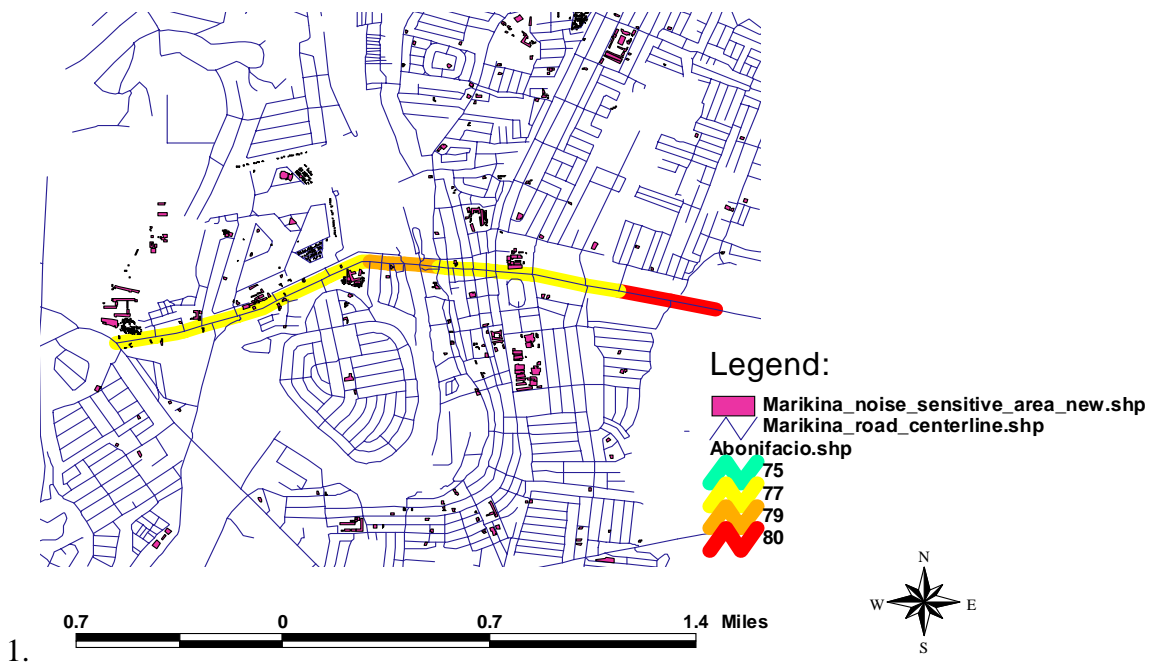 Legend:
Marikina_noise_sensitive_area_new.shp
Marikina_road_centerline.shp
Abonifacio.shp
75
77
79
80
N
W E
S
0.7 0 0.7 1.4 Miles
1.